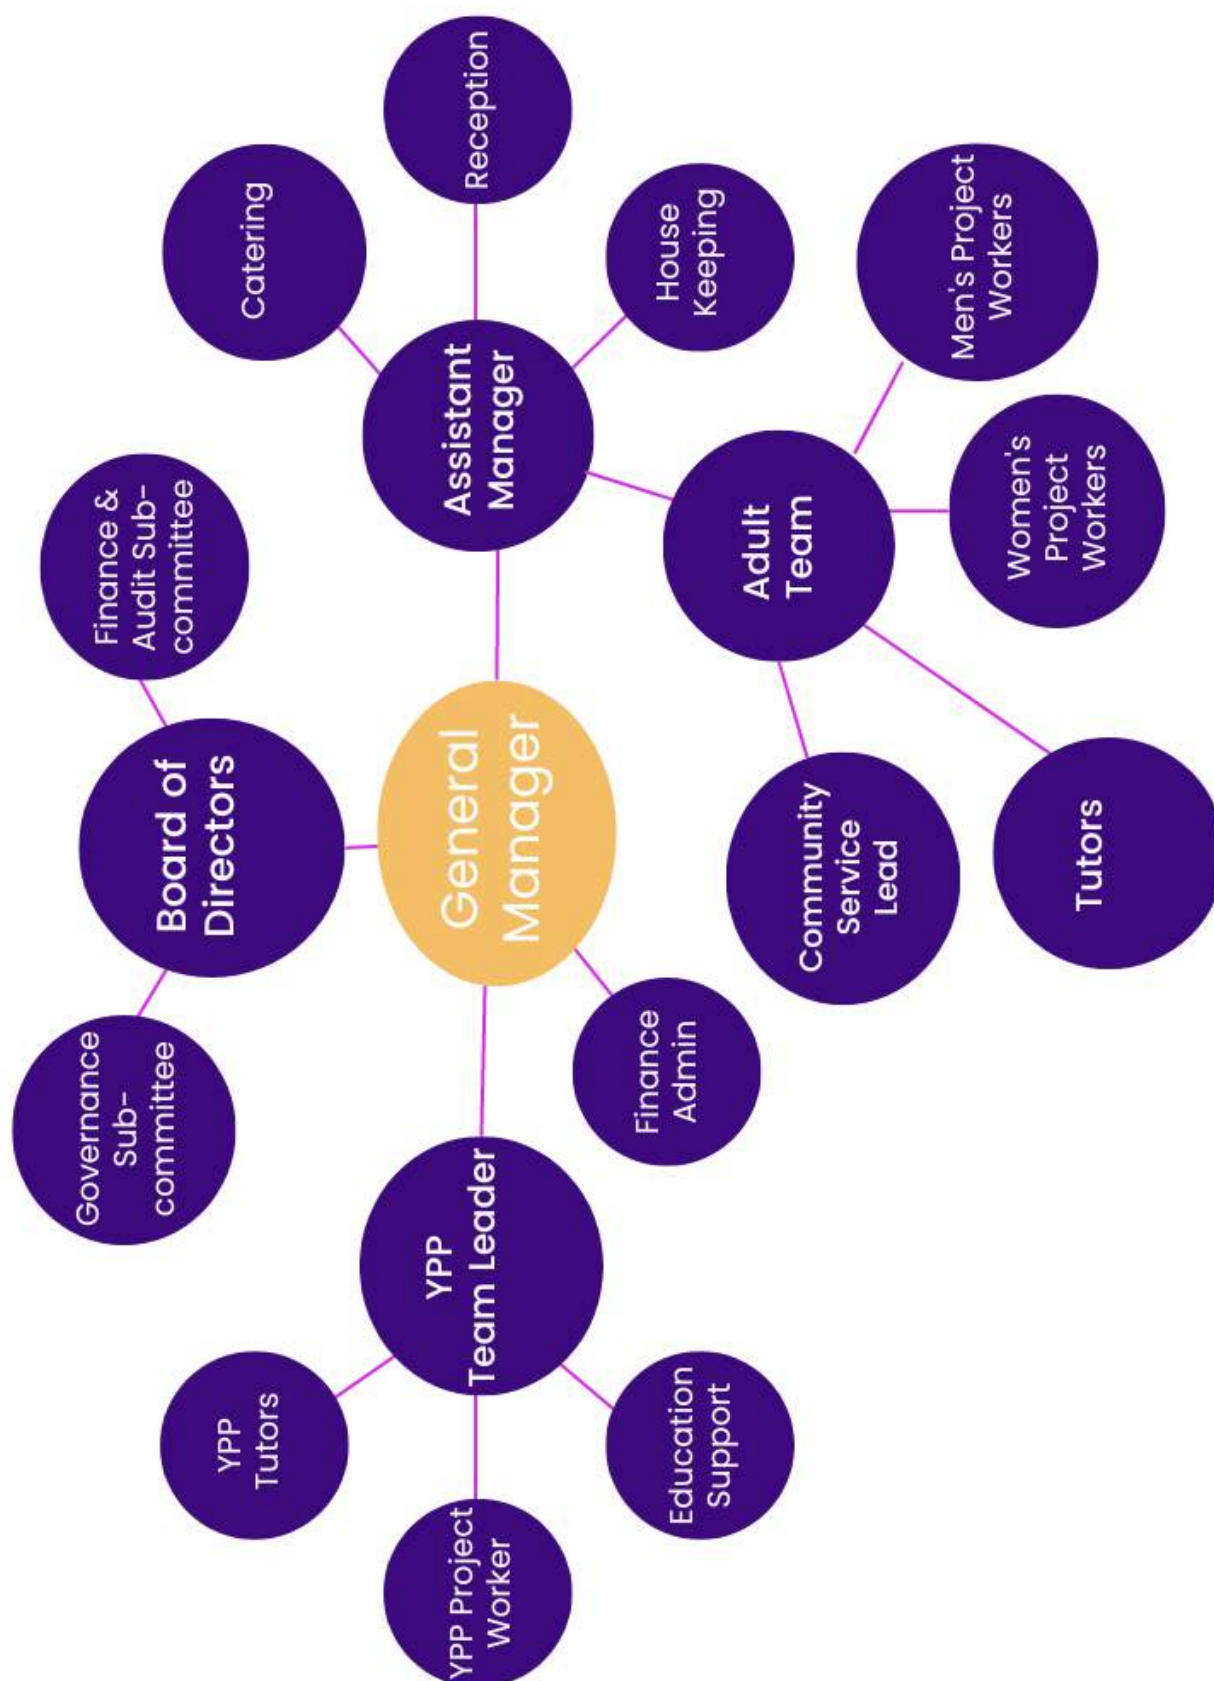 Governance
Sub-
committee
Finance &
Audit Sub-
committee
Board of
Directors
YPP
Tutors
Catering
YPP Project
Worker
YPP
Team Leader
General
Manager
Assistant
Manager
Reception
Education
Support
Finance
Admin
House
Keeping
Adult
Team
Community
Service
Lead
Tutors
Women's
Project
Workers
Men's Project
Workers